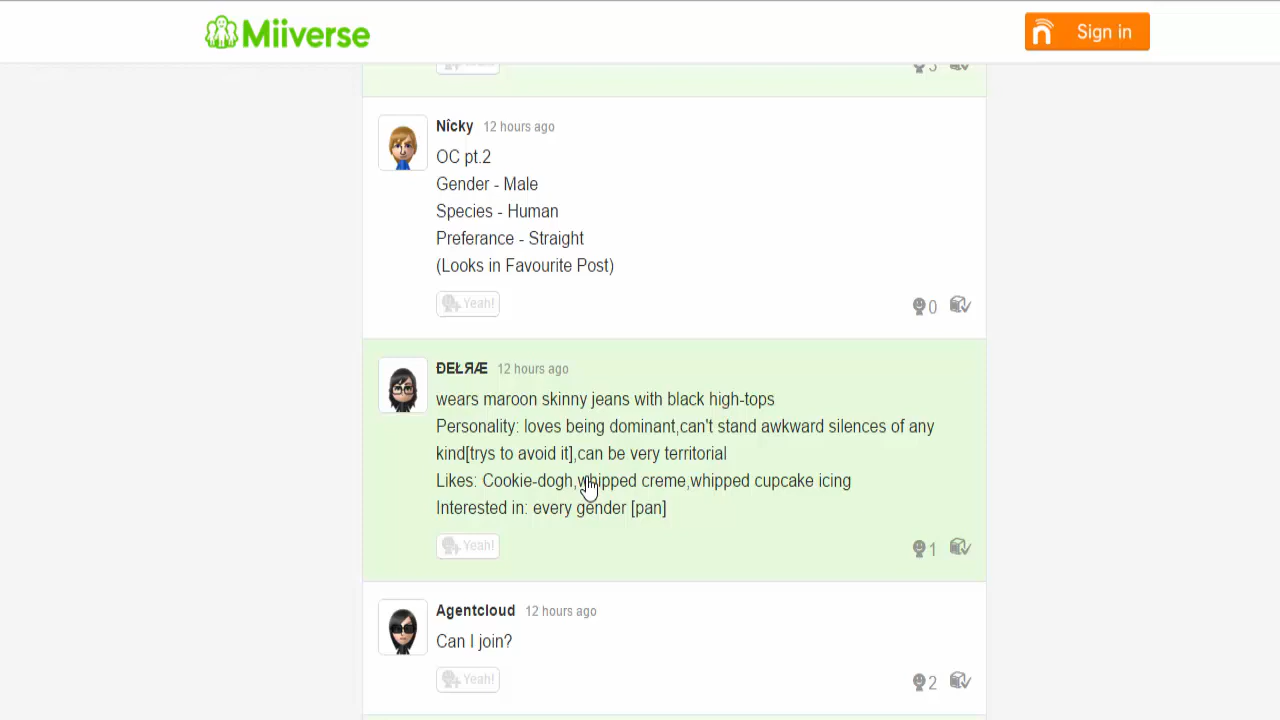 Miiverse
Sign in
Nîcky 12 hours ago
OC pt.2
Gender - Male
Species - Human
Preferance - Straight
(Looks in Favourite Post)
Yeah!
0
ĐEŁЯÆ 12 hours ago
wears maroon skinny jeans with black high-tops
Personality: loves being dominant,can't stand awkward silences of any
kind[trys to avoid it],can be very territorial
Likes: Cookie-dogh,whipped creme,whipped cupcake icing
Interested in: every gender [pan]
Yeah!
1
Agentcloud 12 hours ago
Can I join?
Yeah!
2